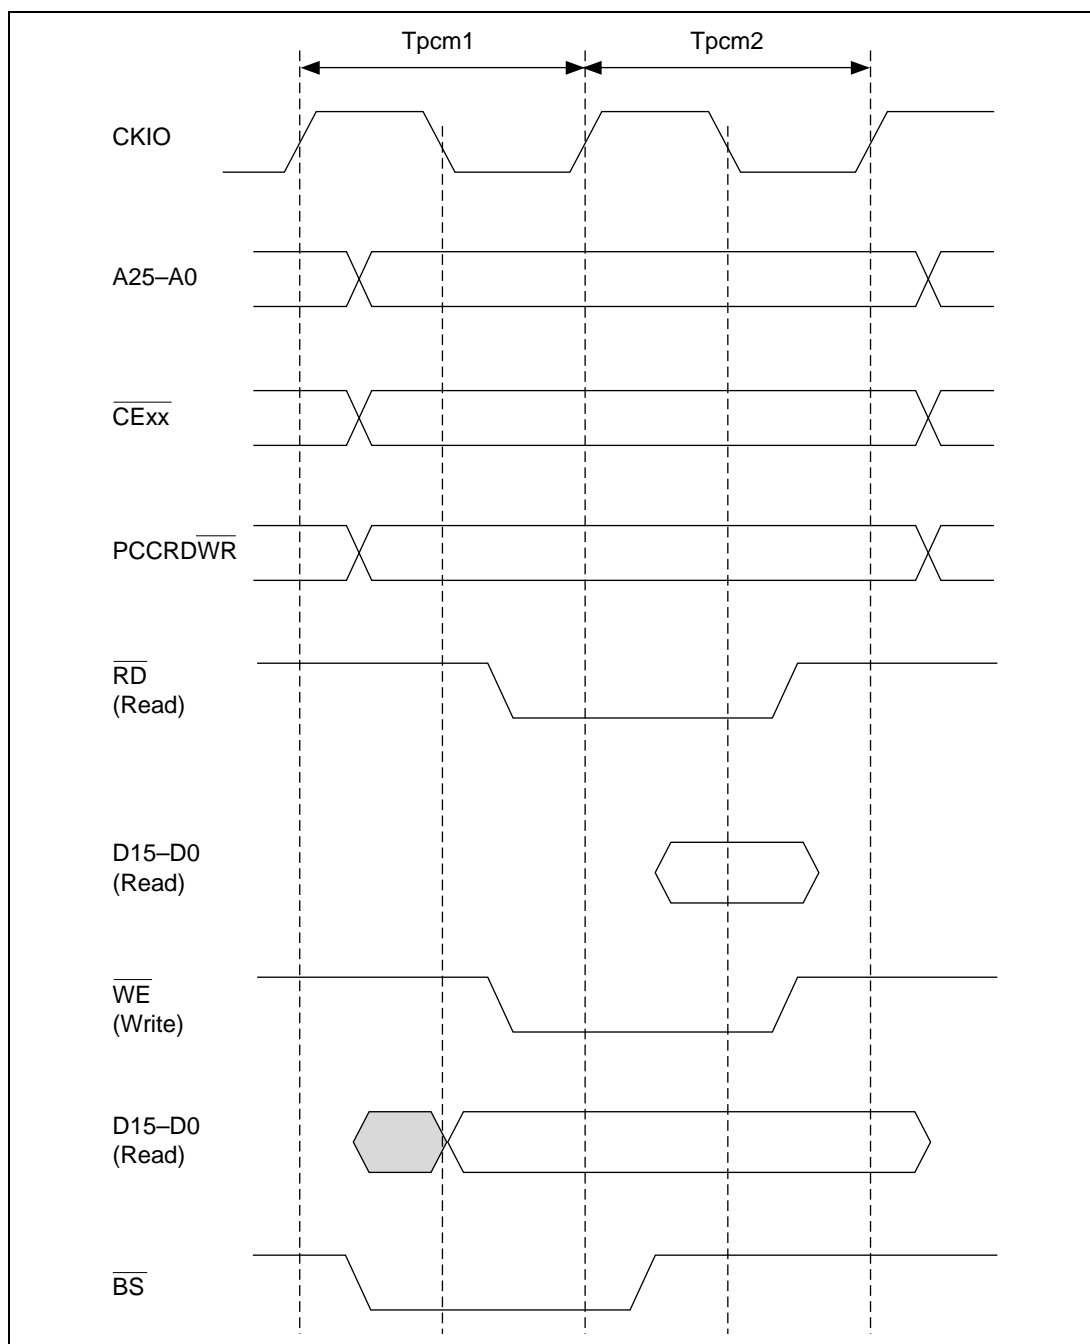 Tpcm1 Tpcm2
CKIO
A25–A0
CExx
PCCRDWR
RD
(Read)
D15–D0
(Read)
WE
(Write)
D15–D0
(Read)
BS